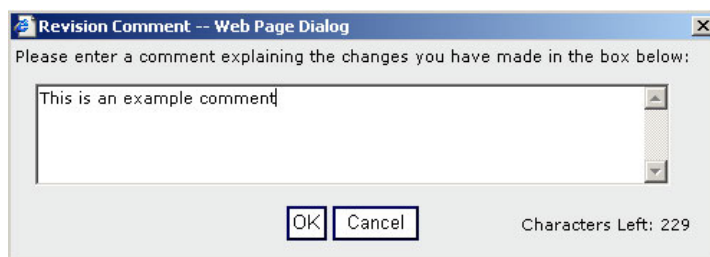 Revision Comment -- Web Page Dialog
Please enter a comment explaining the changes you have made in the box below:
This is an example comment
OK Cancel Characters Left: 229